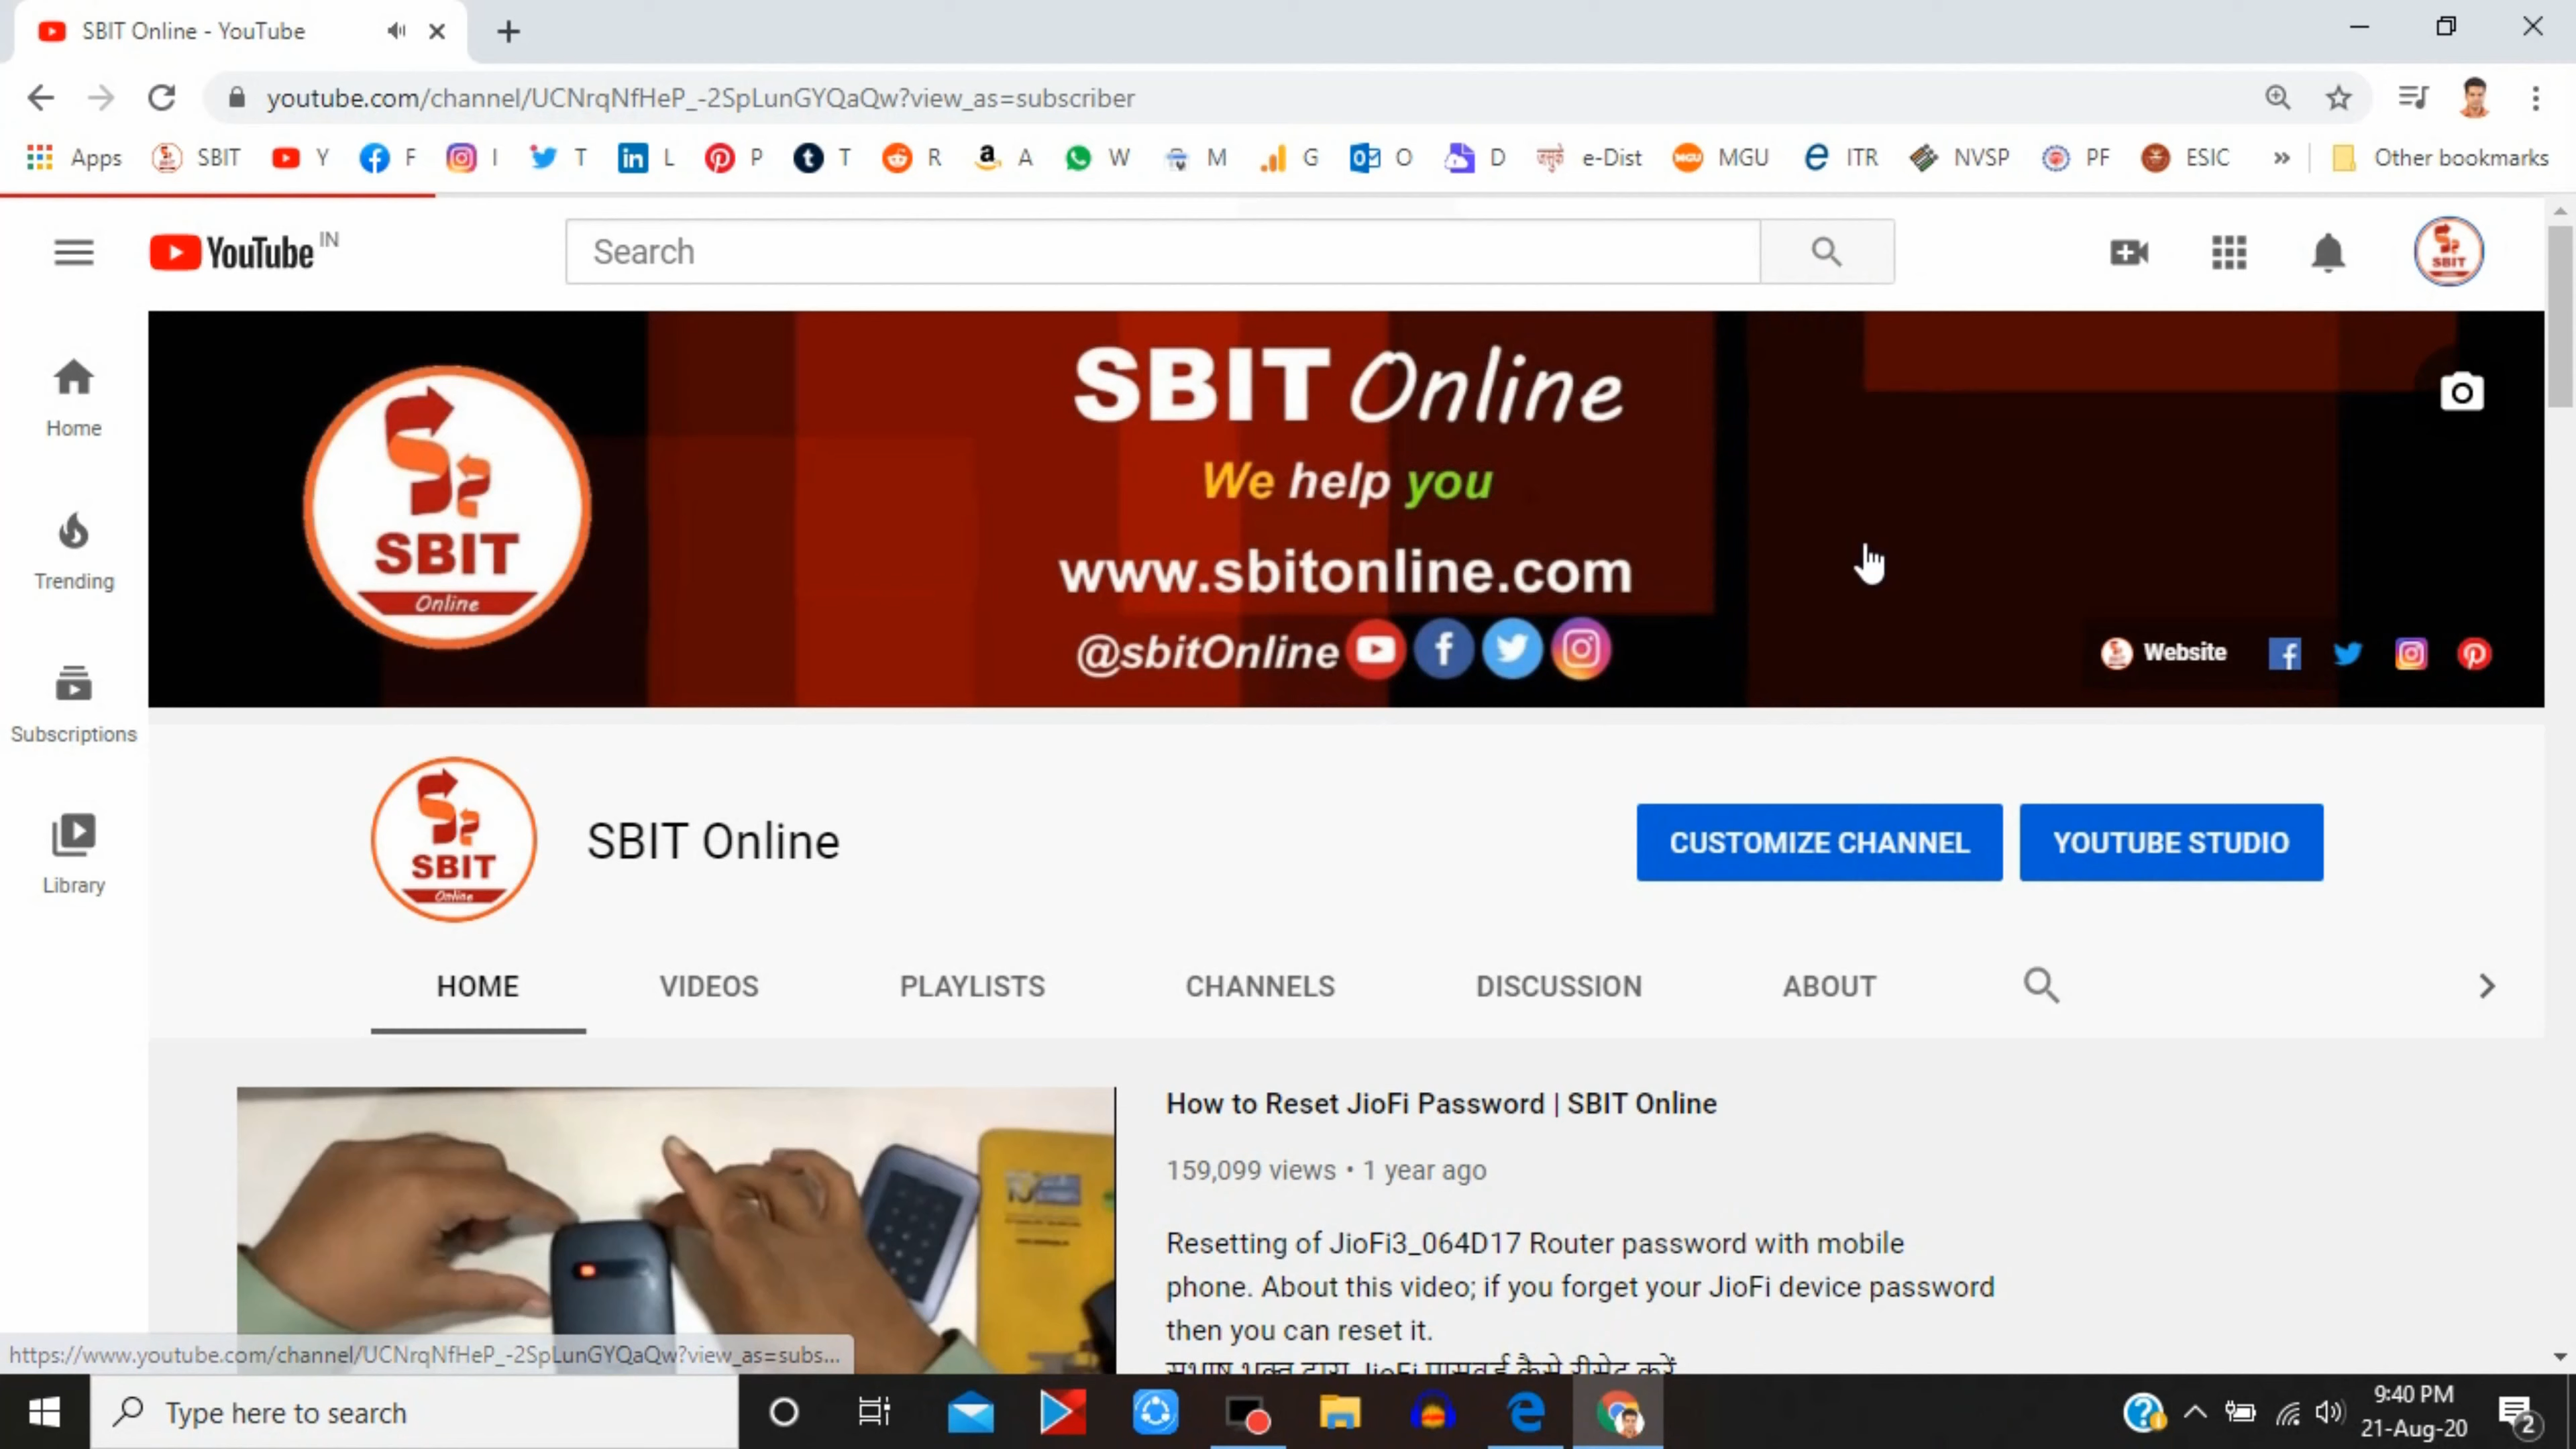 SBIT Online - YouTube
youtube.com/channel/UCNrqNfHeP_-2SpLunGYQaQw?view_as=subscriber
Apps SBIT Y F I T L P T R A W M G O D e-Dist MGU ITR NVSP PF ESIC » Other bookmarks
YouTube IN
Search
SBIT
SBIT Online
We help you
www.sbitonline.com
@sbitOnline
SBIT
Online
Website
Home
Trending
Subscriptions
Library
SBIT
Online
SBIT Online
CUSTOMIZE CHANNEL
YOUTUBE STUDIO
HOME VIDEOS PLAYLISTS CHANNELS DISCUSSION ABOUT
How to Reset JioFi Password | SBIT Online
159,099 views • 1 year ago
Resetting of JioFi3_064D17 Router password with mobile
phone. About this video; if you forget your JioFi device password
then you can reset it.
JioFi पासवर्ड कैसे रीसेट करें
https://www.youtube.com/channel/UCNrqNfHeP_-2SpLunGYQaQw?view_as=subs...
Type here to search
9:40 PM
21-Aug-20
2